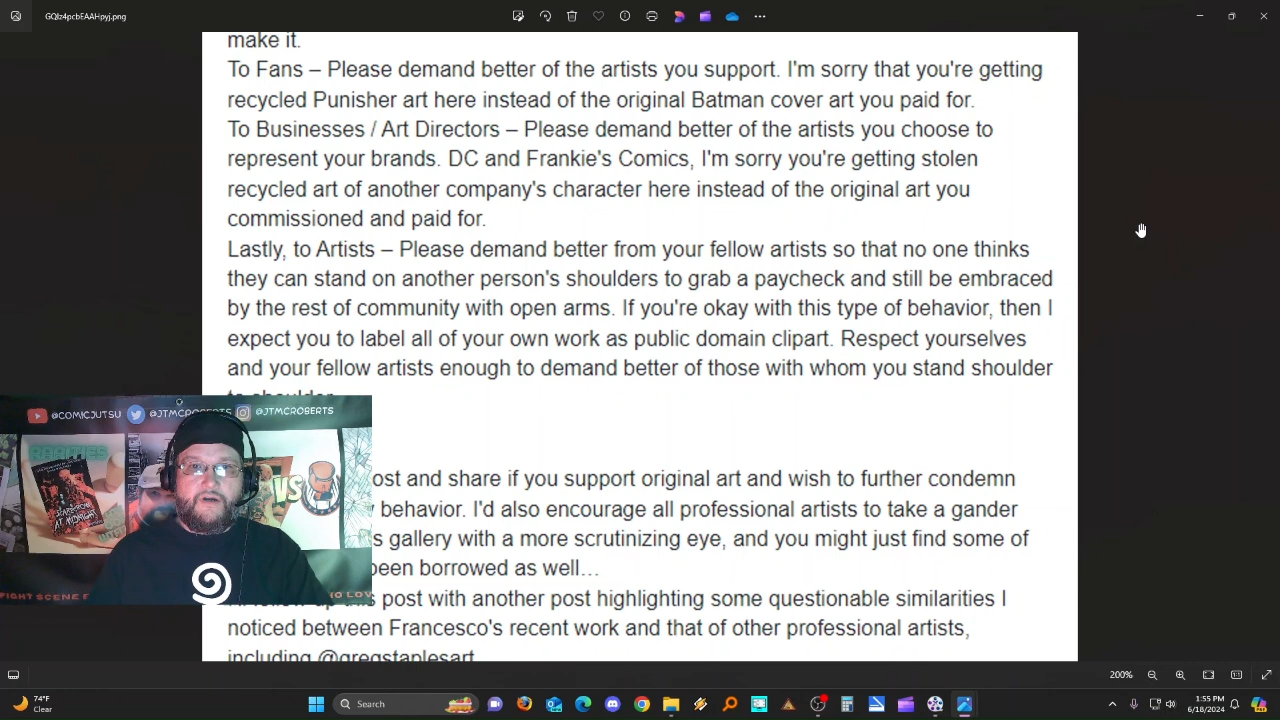 GQIz4pcbEAAHpyj.png
make it.
To Fans – Please demand better of the artists you support. I'm sorry that you're getting
recycled Punisher art here instead of the original Batman cover art you paid for.
To Businesses / Art Directors – Please demand better of the artists you choose to
represent your brands. DC and Frankie's Comics, I'm sorry you're getting stolen
recycled art of another company's character here instead of the original art you
commissioned and paid for.
Lastly, to Artists – Please demand better from your fellow artists so that no one thinks
they can stand on another person's shoulders to grab a paycheck and still be embraced
by the rest of community with open arms. If you're okay with this type of behavior, then I
expect you to label all of your own work as public domain clipart. Respect yourselves
and your fellow artists enough to demand better of those with whom you stand shoulder
to shoulder.
@COMICJUTSU @JTMCROBERTS @JTMCROBERTS
RARITIES
AT MIDNIGHT
VS
FIGHT SCENE
ost and share if you support original art and wish to further condemn
behavior. I'd also encourage all professional artists to take a gander
s gallery with a more scrutinizing eye, and you might just find some of
been borrowed as well…
post with another post highlighting some questionable similarities I
noticed between Francesco's recent work and that of other professional artists,
including @gregstaplesart
200%
74°F
Clear
Search
1:55 PM
6/18/2024